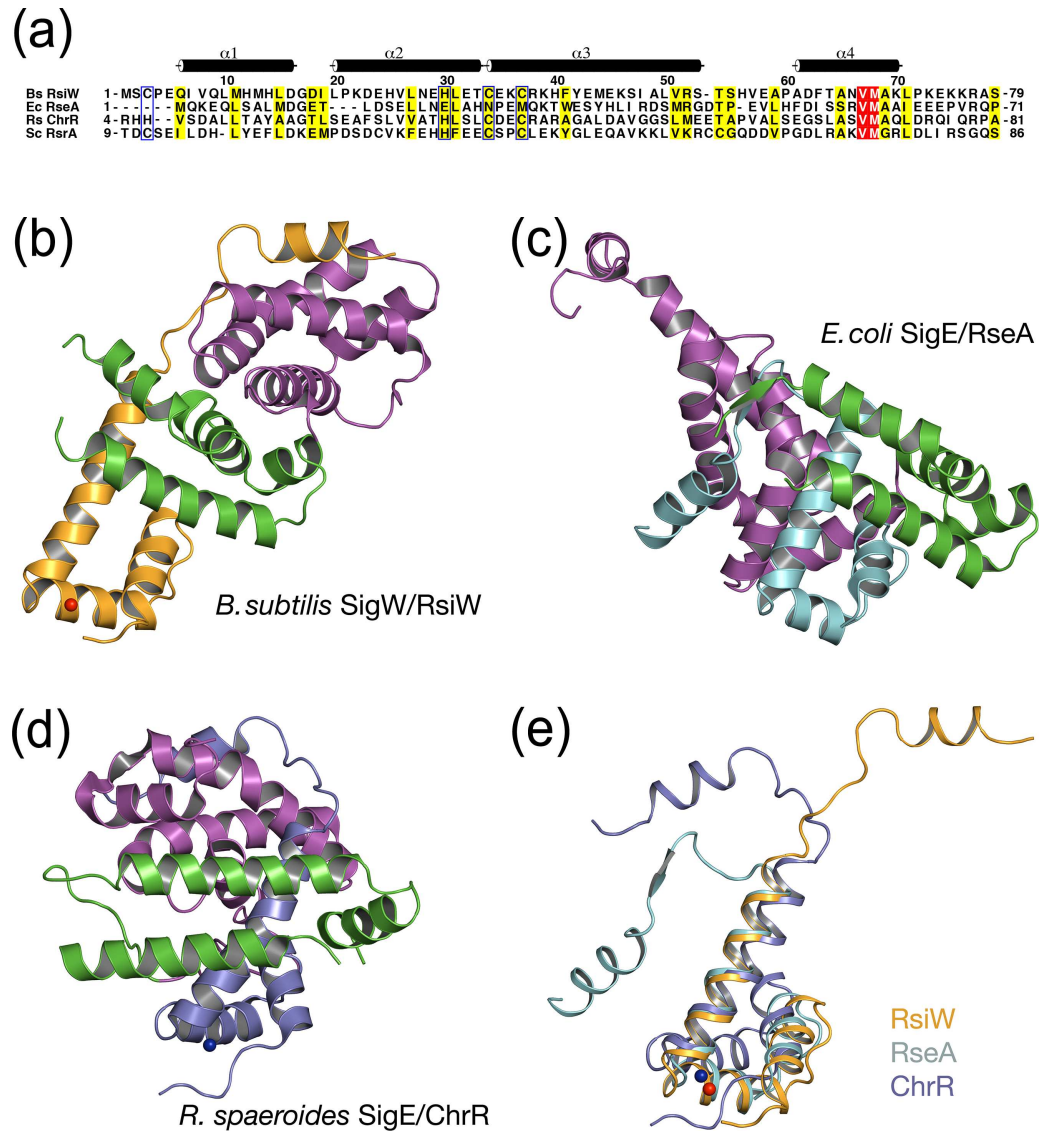 (a)
α1 α2 α3 α4
10 20 30 40 50 60 70
Bs RsiW 1-MSCPEQIVQLMHMHLDGDILPKDEHVLNEHLETCEKCRKHFYEMEKSIALVRS-TSHVEAPADFTANVMAKLPKEKKRAS-79
Ec RseA 1------MQKEQLSALMDGET---LDSELLNELAHNPEMQKTWESYHLIRDSMRGDTP-EVLHFDISSRVMAAIEEEPVRQP-71
Rs ChrR 4-RHH--VSDALLTAYAAGTLSEAFSLVVATHLSLCDECRARAGALDAVGGSLMEETAPVALSEGSLASVMAQLDRQIQRPA-81
Sc RsrA 9-TDCSEILDH-LYEFLDKEMPDSDCVKFEHHFEECSPCLEKYGLEQAVKKLVKRCCGQDDVPGDLRAKVMGRLDLIRSGQS 86
(b)
(c)
E. coli SigE/RseA
B. subtilis SigW/RsiW
(d)
(e)
RsiW
RseA
ChrR
R. spaeroides SigE/ChrR